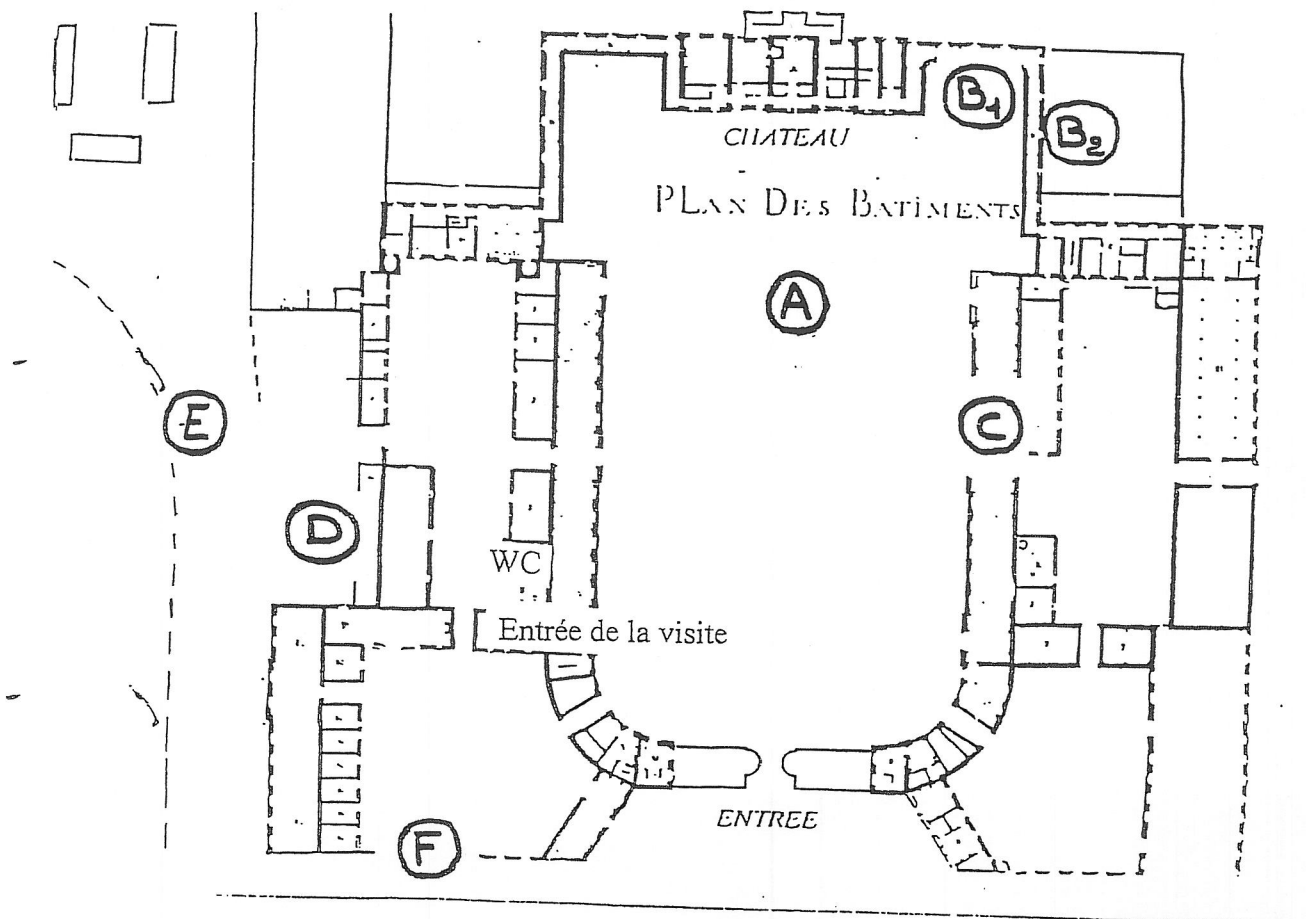 CHATEAU
B1
B2
PLAN DES BATIMENTS
A
E
C
D
WC
Entrée de la visite
ENTREE
F